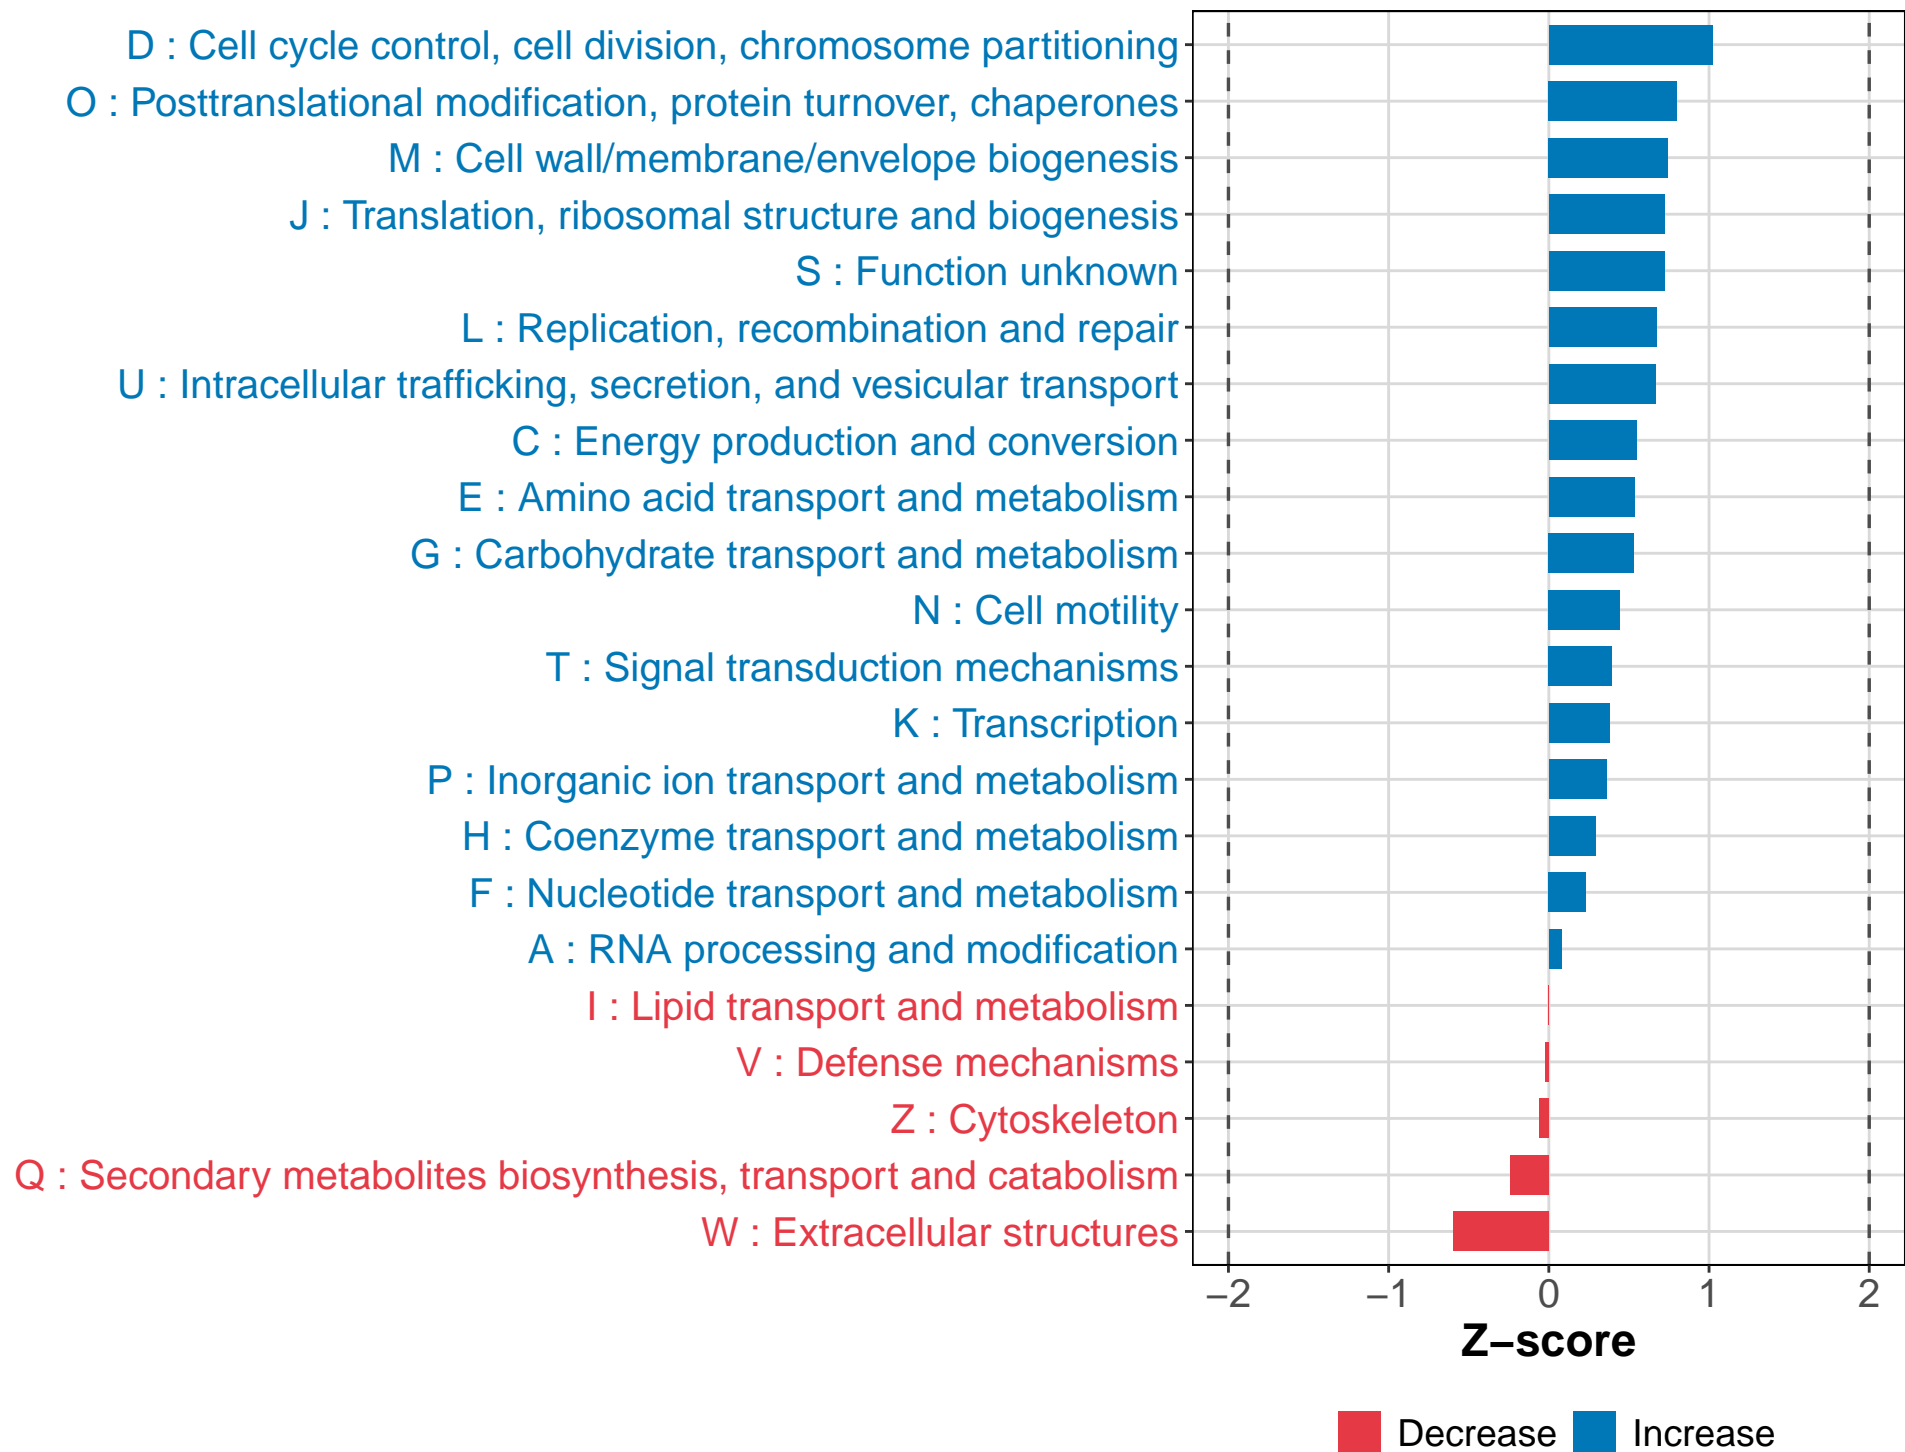 D : Cell cycle control, cell division, chromosome partitioning
O : Posttranslational modification, protein turnover, chaperones
M : Cell wall/membrane/envelope biogenesis
J : Translation, ribosomal structure and biogenesis
S : Function unknown
L : Replication, recombination and repair
U : Intracellular trafficking, secretion, and vesicular transport
C : Energy production and conversion
E : Amino acid transport and metabolism
G : Carbohydrate transport and metabolism
N : Cell motility
T : Signal transduction mechanisms
K : Transcription
P : Inorganic ion transport and metabolism
H : Coenzyme transport and metabolism
F : Nucleotide transport and metabolism
A : RNA processing and modification
I : Lipid transport and metabolism
V : Defense mechanisms
Z : Cytoskeleton
Q : Secondary metabolites biosynthesis, transport and catabolism
W : Extracellular structures
−2 −1 0 1 2
Z−score
Decrease Increase